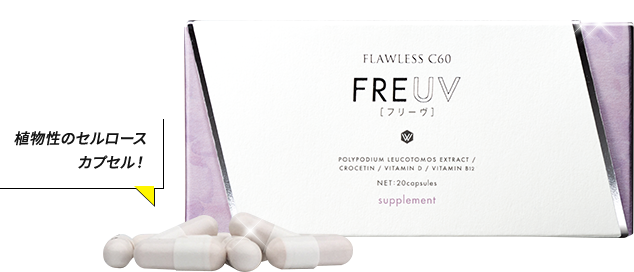 植物性のセルロース
カプセル！
FLAWLESS C60
FREUV
[フリーヴ]
POLYPODIUM LEUCOTOMOS EXTRACT /
CROCETIN / VITAMIN D / VITAMIN B12
NET:20capsules
supplement